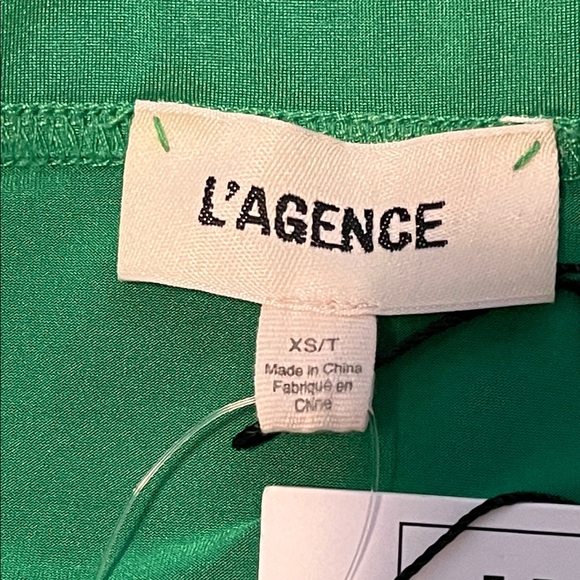 L'AGENCE
XS/T
Made in China
Fabriqué en
Chine